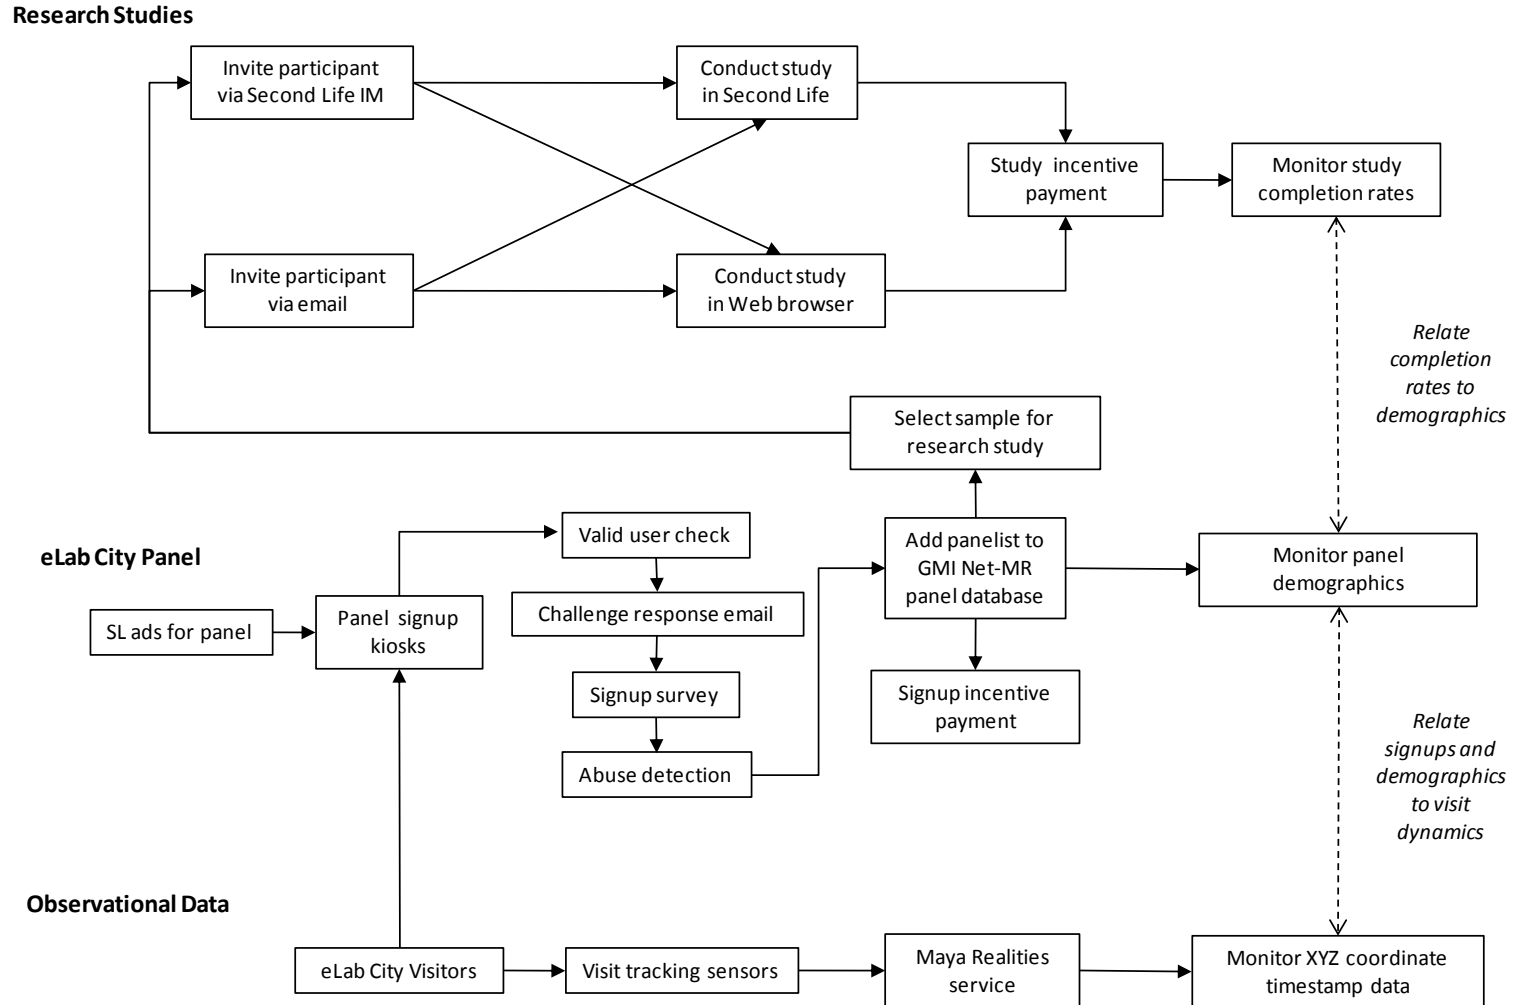 Research Studies
Invite participant
via Second Life IM
Conduct study
in Second Life
Study incentive
payment
Monitor study
completion rates
Invite participant
via email
Conduct study
in Web browser
Relate
completion
rates to
demographics
Select sample for
research study
eLab City Panel
SL ads for panel
Panel signup
kiosks
Valid user check
Challenge response email
Signup survey
Abuse detection
Add panelist to
GMI Net-MR
panel database
Signup incentive
payment
Monitor panel
demographics
Relate
signups and
demographics
to visit
dynamics
Observational Data
eLab City Visitors
Visit tracking sensors
Maya Realities
service
Monitor XYZ coordinate
timestamp data